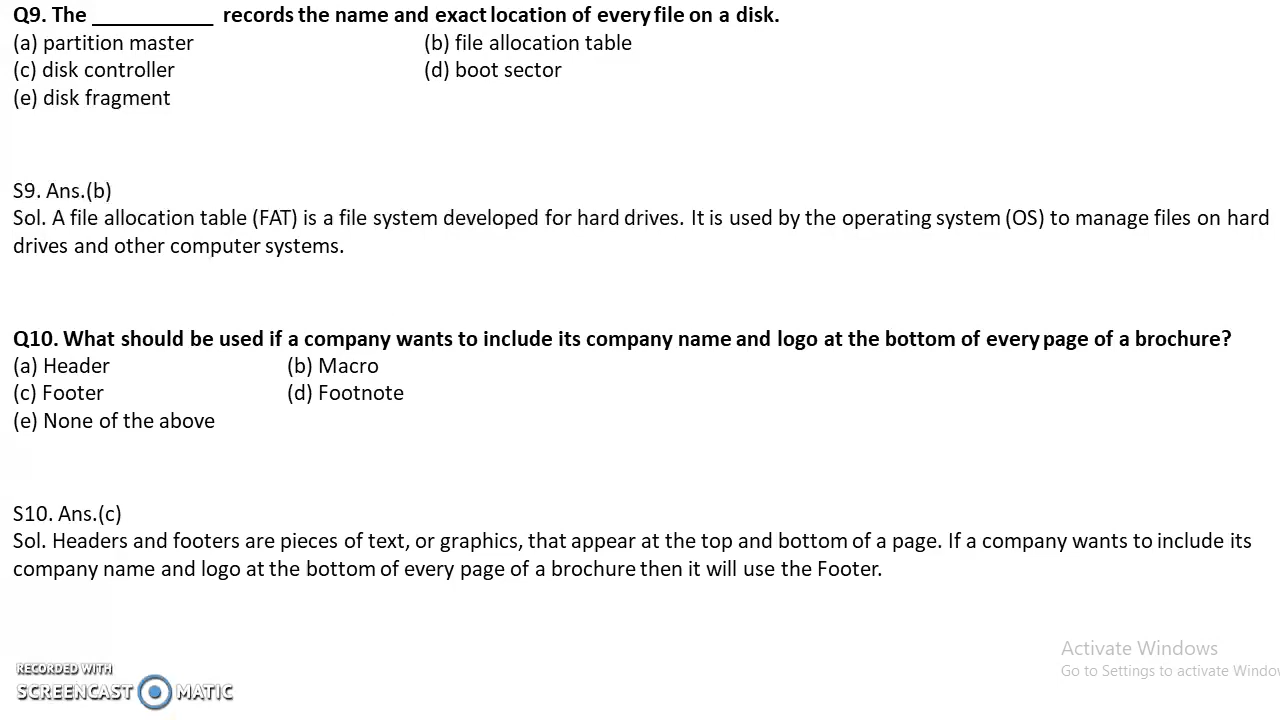 Q9. The ___________ records the name and exact location of every file on a disk.
(a) partition master (b) file allocation table
(c) disk controller (d) boot sector
(e) disk fragment
S9. Ans.(b)
Sol. A file allocation table (FAT) is a file system developed for hard drives. It is used by the operating system (OS) to manage files on hard
drives and other computer systems.
Q10. What should be used if a company wants to include its company name and logo at the bottom of every page of a brochure?
(a) Header (b) Macro
(c) Footer (d) Footnote
(e) None of the above
S10. Ans.(c)
Sol. Headers and footers are pieces of text, or graphics, that appear at the top and bottom of a page. If a company wants to include its
company name and logo at the bottom of every page of a brochure then it will use the Footer.
Activate Windows
Go to Settings to activate Windo
RECORDED WITH
SCREENCAST MATIC